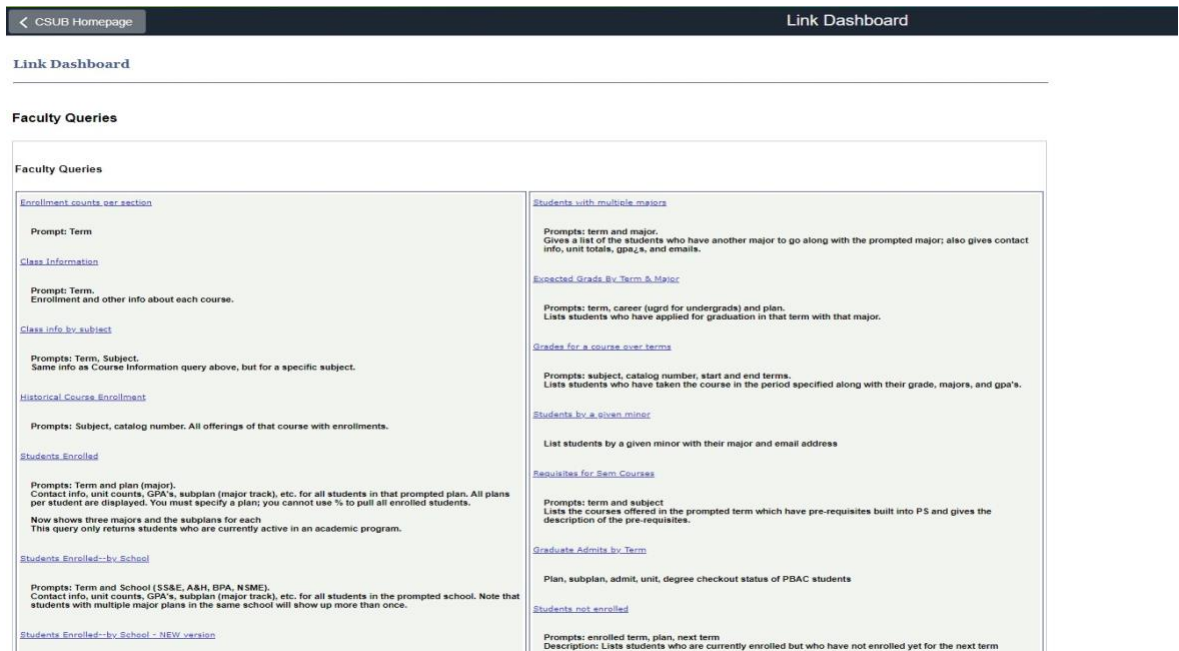 CSUB Homepage
Link Dashboard
Link Dashboard
Faculty Queries
Faculty Queries
Enrollment counts per section
Prompt: Term
Class Information
Prompt: Term.
Enrollment and other info about each course.
Class info by subject
Prompts: Term, Subject.
Same info as Course Information query above, but for a specific subject.
Historical Course Enrollment
Prompts: Subject, catalog number. All offerings of that course with enrollments.
Students Enrolled
Prompts: Term and plan (major).
Contact info, unit counts, GPA's, subplan (major track), etc. for all students in that prompted plan. All plans
per student are displayed. You must specify a plan; you cannot use % to pull all enrolled students.
Now shows three majors and the subplans for each
This query only returns students who are currently active in an academic program.
Students Enrolled--by School
Prompts: Term and School (SS&E, A&H, BPA, NSME).
Contact info, unit counts, GPA's, subplan (major track), etc. for all students in the prompted school. Note that
students with multiple major plans in the same school will show up more than once.
Students Enrolled--by School - NEW version
Students with multiple majors
Prompts: term and major.
Gives a list of the students who have another major to go along with the prompted major; also gives contact
info, unit totals, gpa¿s, and emails.
Expected Grads By Term & Major
Prompts: term, career (ugrd for undergrads) and plan.
Lists students who have applied for graduation in that term with that major.
Grades for a course over terms
Prompts: subject, catalog number, start and end terms.
Lists students who have taken the course in the period specified along with their grade, majors, and gpa's.
Students by a given minor
List students by a given minor with their major and email address
Requisites for Sem Courses
Prompts: term and subject
Lists the courses offered in the prompted term which have pre-requisites built into PS and gives the
description of the pre-requisites.
Graduate Admits by Term
Plan, subplan, admit, unit, degree checkout status of PBAC students
Students not enrolled
Prompts: enrolled term, plan, next term
Description: Lists students who are currently enrolled but who have not enrolled yet for the next term